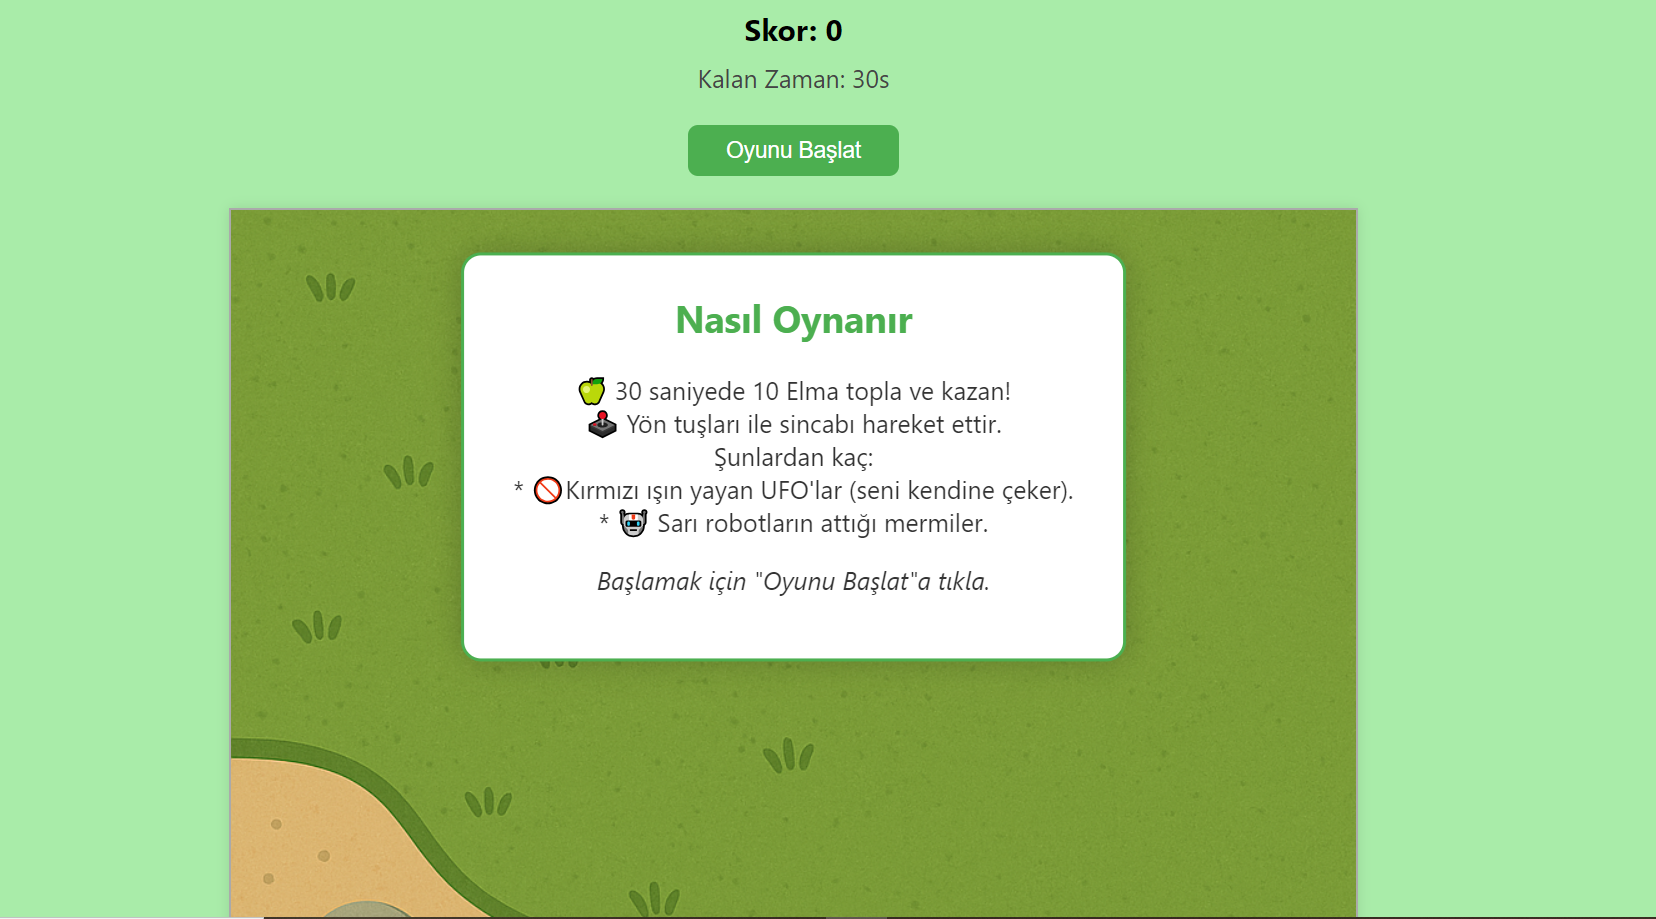 Skor: 0
Kalan Zaman: 30s
Oyunu Başlat
Nasıl Oynanır
🍏 30 saniyede 10 Elma topla ve kazan!
🕹️ Yön tuşları ile sincabı hareket ettir.
Şunlardan kaç:
* 🚫Kırmızı ışın yayan UFO'lar (seni kendine çeker).
* 🤖 Sarı robotların attığı mermiler.
Başlamak için "Oyunu Başlat"a tıkla.